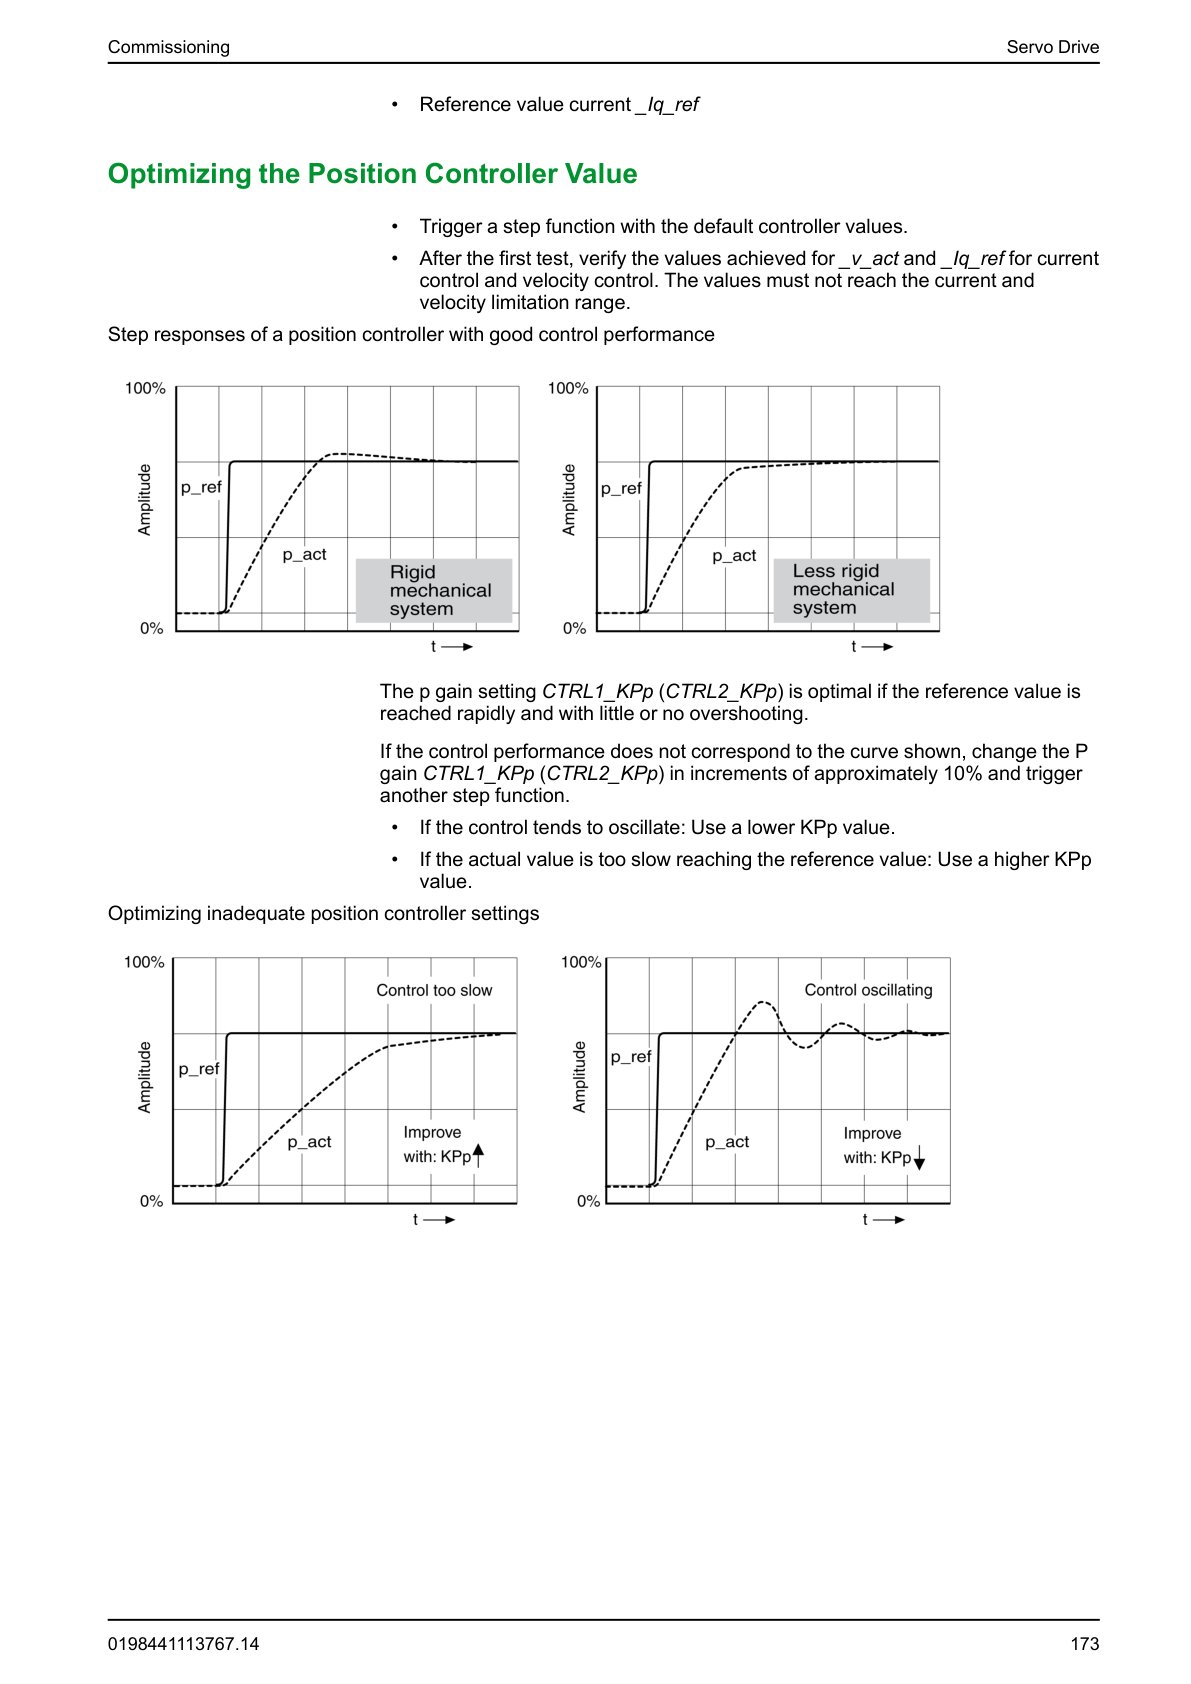 Commissioning
Servo Drive
• Reference value current _Iq_ref
Optimizing the Position Controller Value
• Trigger a step function with the default controller values.
• After the first test, verify the values achieved for _v_act and _Iq_ref for current
control and velocity control. The values must not reach the current and
velocity limitation range.
Step responses of a position controller with good control performance
100%
Amplitude
p_ref
p_act
Rigid
mechanical
system
0%
t
100%
Amplitude
p_ref
p_act
Less rigid
mechanical
system
0%
t
The p gain setting CTRL1_KPp (CTRL2_KPp) is optimal if the reference value is
reached rapidly and with little or no overshooting.
If the control performance does not correspond to the curve shown, change the P
gain CTRL1_KPp (CTRL2_KPp) in increments of approximately 10% and trigger
another step function.
• If the control tends to oscillate: Use a lower KPp value.
• If the actual value is too slow reaching the reference value: Use a higher KPp
value.
Optimizing inadequate position controller settings
100%
Control too slow
Amplitude
p_ref
p_act
Improve
with: KPp
0%
t
100%
Control oscillating
Amplitude
p_ref
p_act
Improve
with: KPp
0%
t
0198441113767.14
173